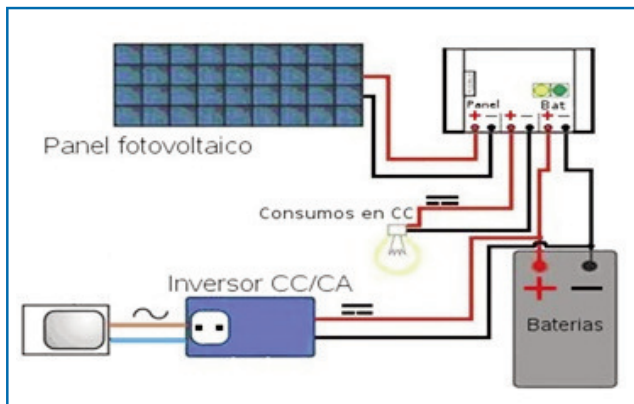 Panel
Bat
+ - + - + -
Panel fotovoltaico
Consumos en CC
Inversor CC/CA
+ -
Baterias